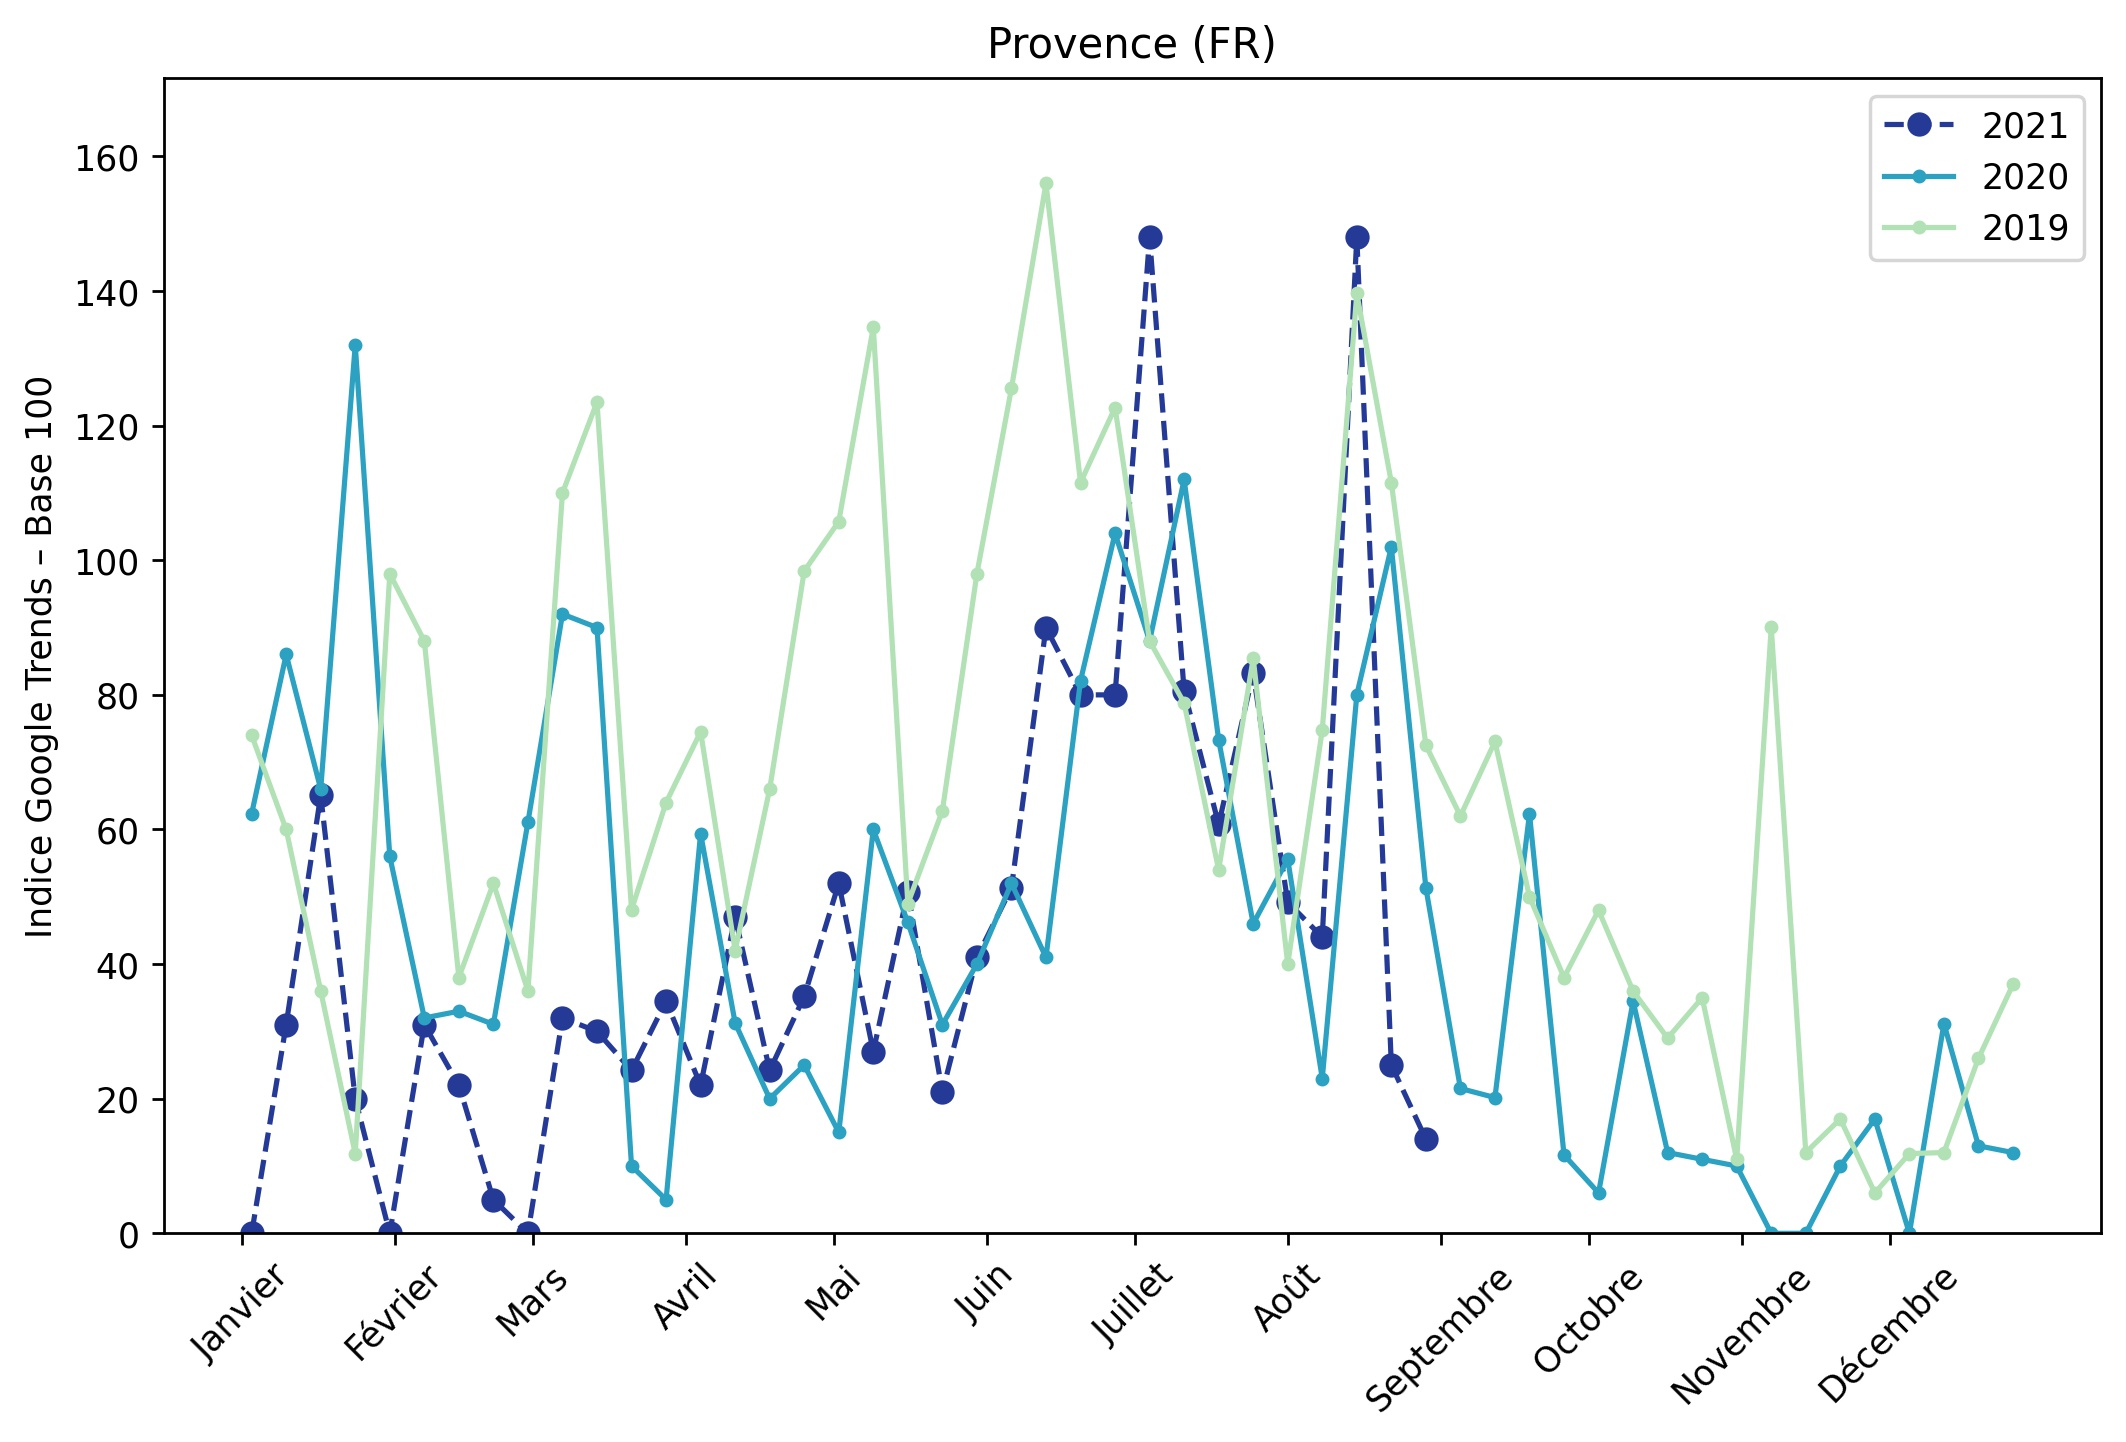 Provence (FR)
Indice Google Trends – Base 100
160
140
120
100
80
60
40
20
0
2021
2020
2019
Janvier
Février
Mars
Avril
Mai
Juin
Juillet
Août
Septembre
Octobre
Novembre
Décembre